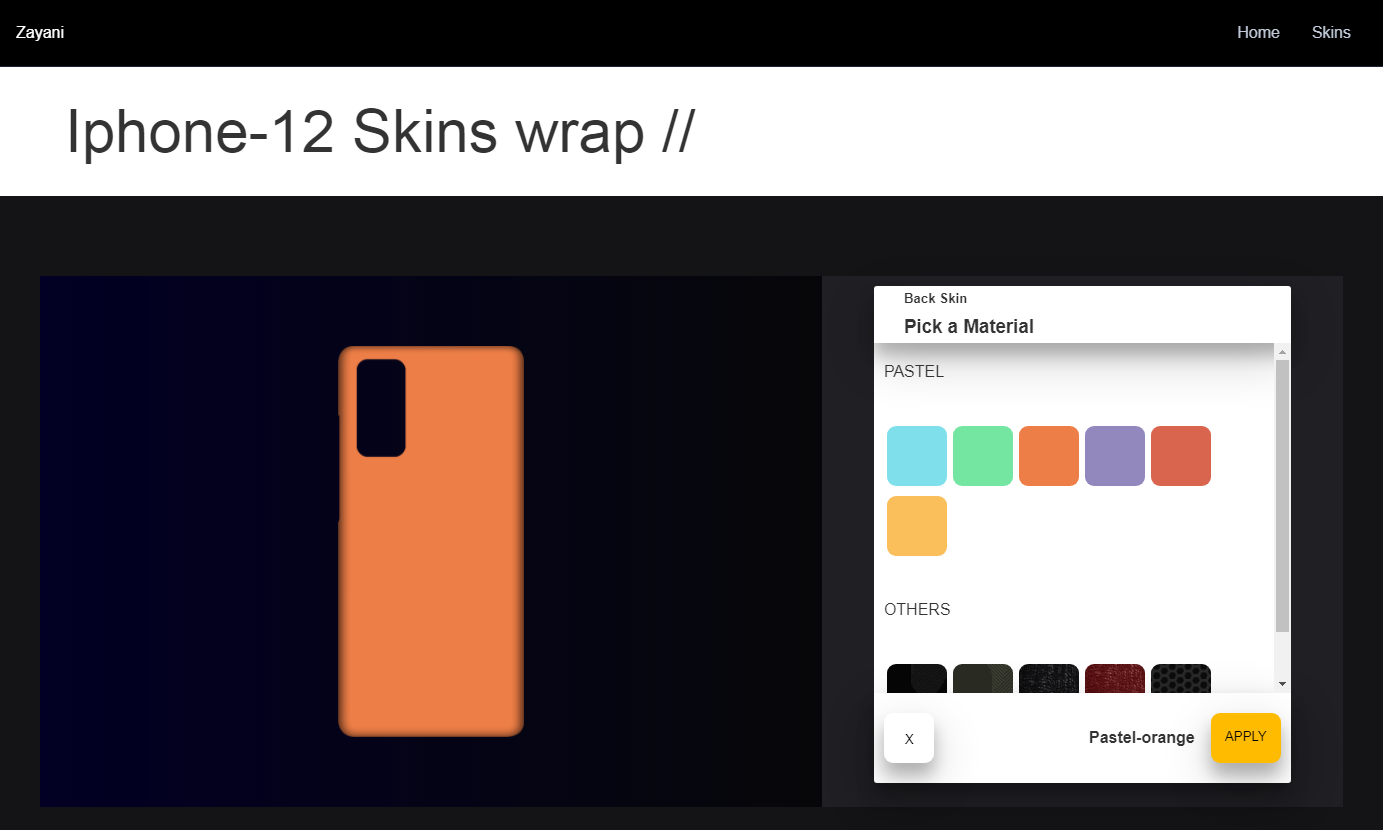 Zayani
Home
Skins
Iphone-12 Skins wrap //
Back Skin
Pick a Material
PASTEL
OTHERS
X
Pastel-orange
APPLY